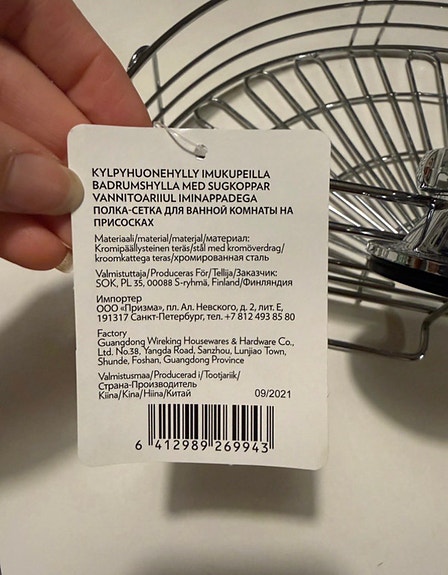 KYLPYHUONEHYLLY IMUKUPEILLA
BADRUMSHYLLA MED SUGKOPPAR
VANNITOARIIUL IMINAPPADEGA
ПОЛКА-СЕТКА ДЛЯ ВАННОЙ КОМНАТЫ НА
ПРИСОСКАХ
Materiaali/material/materjal/материал:
Kromipäällysteinen teräs/stål med kromöverdrag/
kroomkattega teras/хромированная сталь
Valmistuttaja/Produceras För/Tellija/Заказчик:
SOK, PL 35, 00088 S-ryhmä, Finland/Финляндия
Импортер
ООО «Призма», пл. Ал. Невского, д. 2, лит. Е,
191317 Санкт-Петербург, тел. +7 812 493 85 80
Factory
Guangdong Wireking Housewares & Hardware Co.,
Ltd. No.38, Yangda Road, Sanzhou, Lunjiao Town,
Shunde, Foshan, Guangdong Province
Valmistusmaa/Producerad i/Tootjariik/
Страна-Производитель
Kiina/Kina/Hiina/Китай 09/2021
6 412989 269943